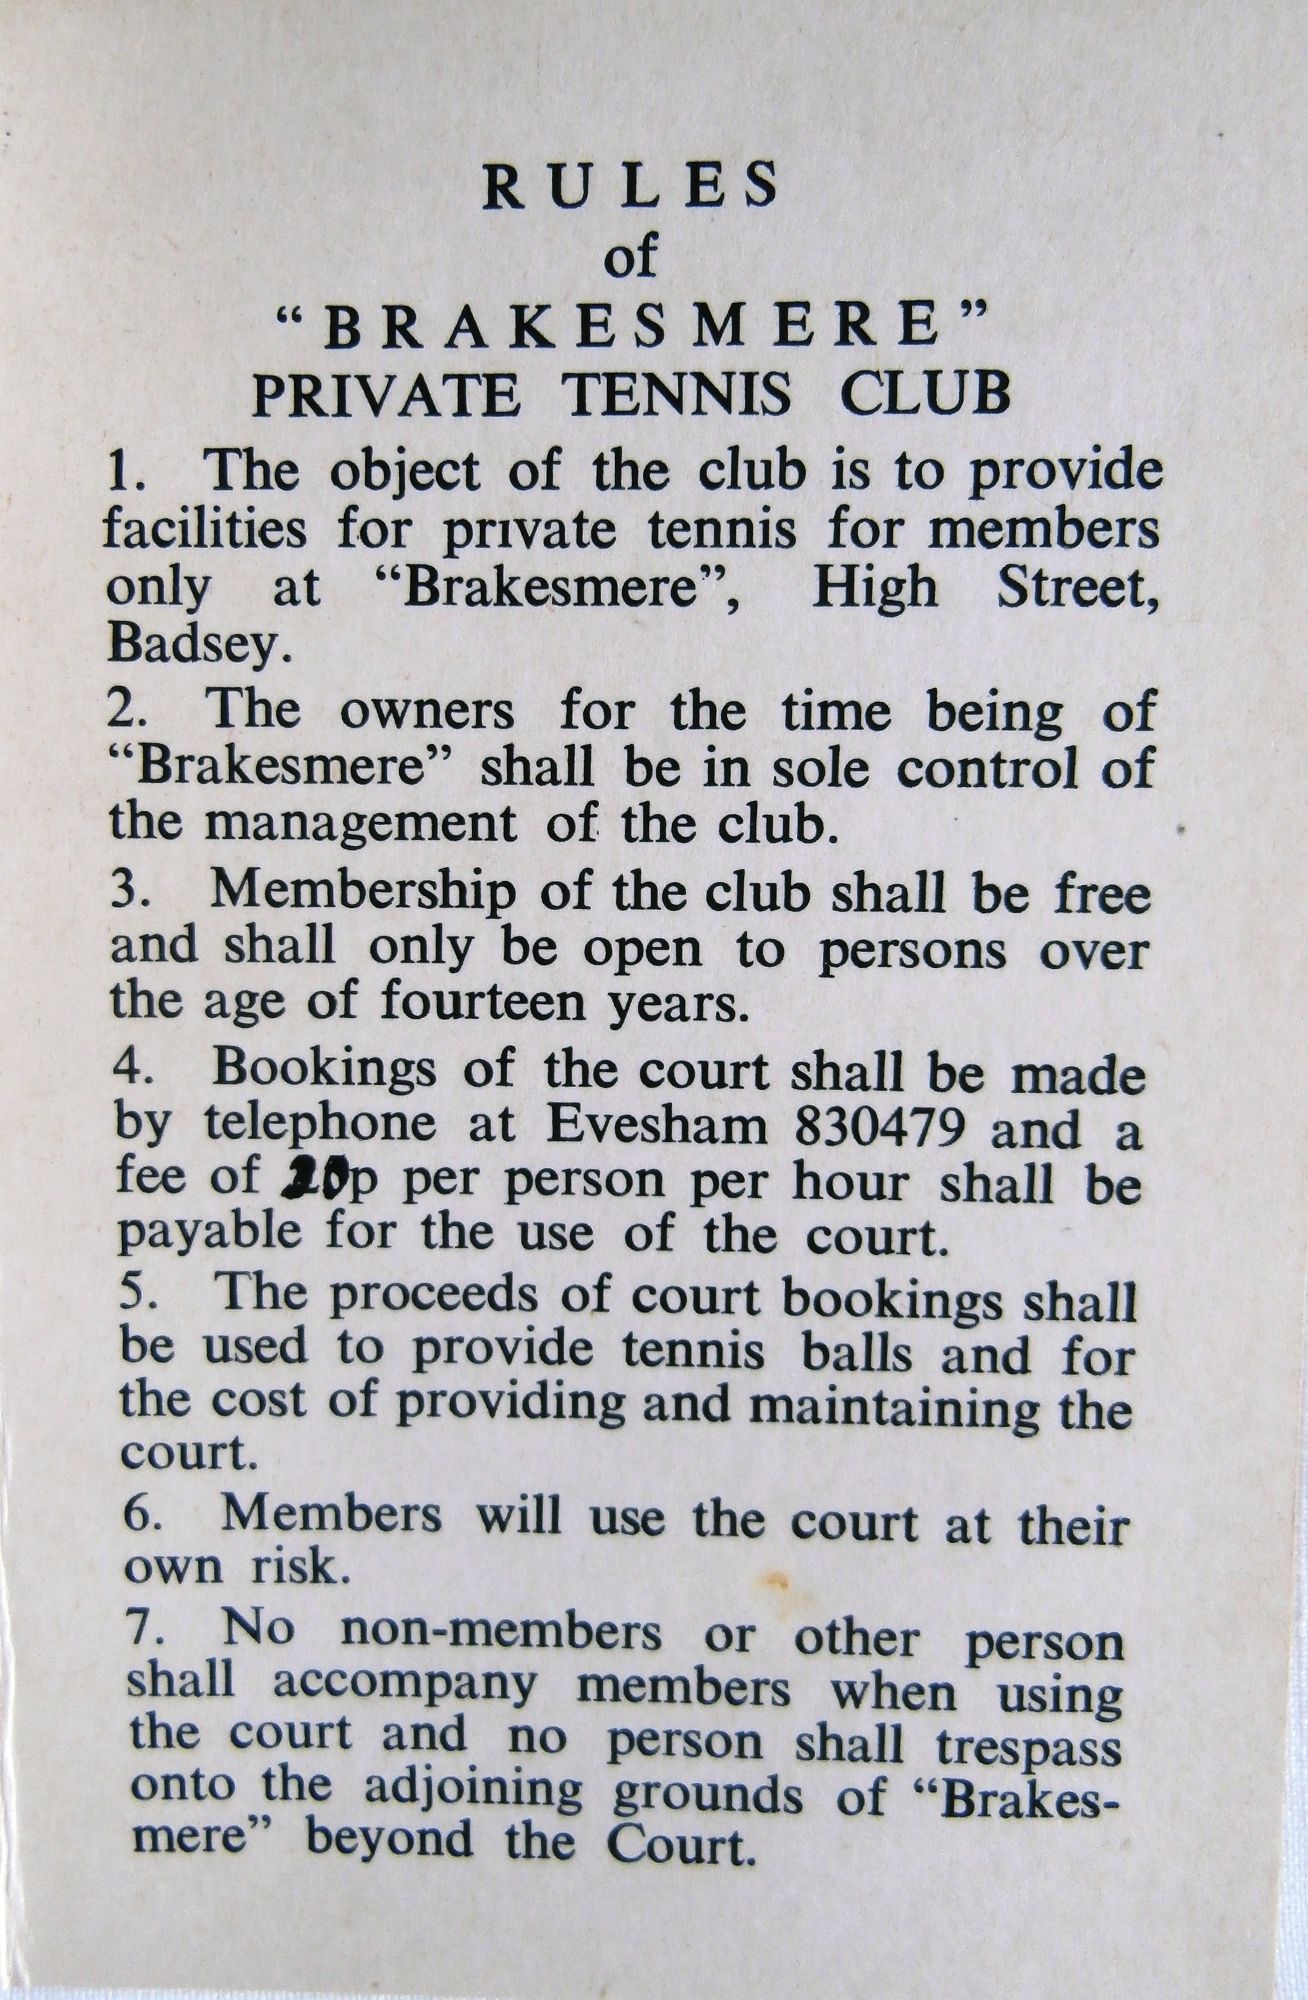 RULES
of
"BRAKESMERE"
PRIVATE TENNIS CLUB
1. The object of the club is to provide
facilities for private tennis for members
only at "Brakesmere", High Street,
Badsey.
2. The owners for the time being of
"Brakesmere" shall be in sole control of
the management of the club.
3. Membership of the club shall be free
and shall only be open to persons over
the age of fourteen years.
4. Bookings of the court shall be made
by telephone at Evesham 830479 and a
fee of 20p per person per hour shall be
payable for the use of the court.
5. The proceeds of court bookings shall
be used to provide tennis balls and for
the cost of providing and maintaining the
court.
6. Members will use the court at their
own risk.
7. No non-members or other person
shall accompany members when using
the court and no person shall trespass
onto the adjoining grounds of "Brakes-
mere" beyond the Court.